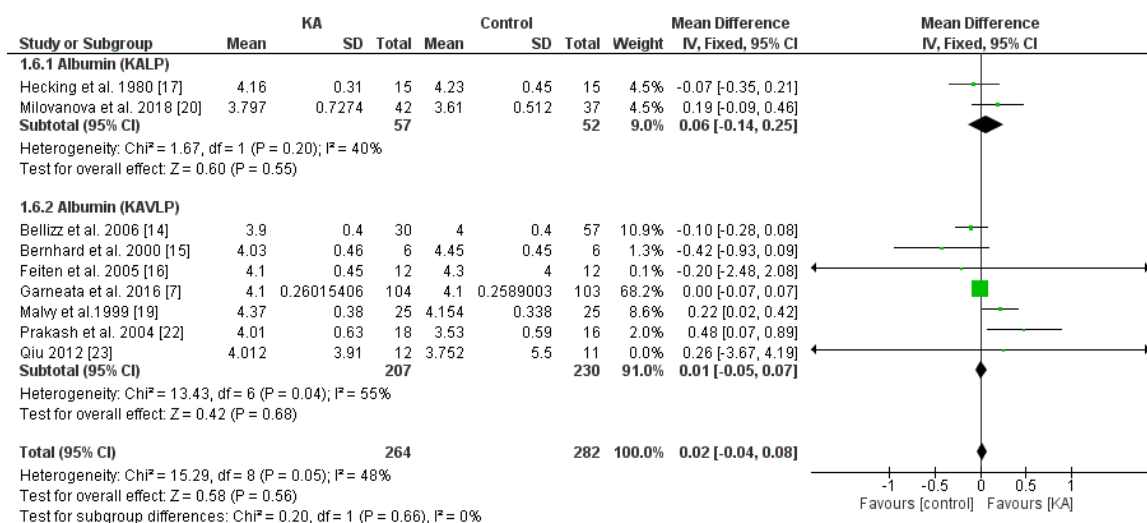 KA Control Mean Difference Mean Difference
Study or Subgroup Mean SD Total Mean SD Total Weight IV, Fixed, 95% CI IV, Fixed, 95% CI
1.6.1 Albumin (KALP)
Hecking et al. 1980 [17] 4.16 0.31 15 4.23 0.45 15 4.5% -0.07 [-0.35, 0.21]
Milovanova et al. 2018 [20] 3.797 0.7274 42 3.61 0.512 37 4.5% 0.19 [-0.09, 0.46]
Subtotal (95% CI) 57 52 9.0% 0.06 [-0.14, 0.25]
Heterogeneity: Chi² = 1.67, df = 1 (P = 0.20); I² = 40%
Test for overall effect: Z = 0.60 (P = 0.55)
1.6.2 Albumin (KAVLP)
Bellizz et al. 2006 [14] 3.9 0.4 30 4 0.4 57 10.9% -0.10 [-0.28, 0.08]
Bernhard et al. 2000 [15] 4.03 0.46 6 4.45 0.45 6 1.3% -0.42 [-0.93, 0.09]
Feiten et al. 2005 [16] 4.1 0.45 12 4.3 4 12 0.1% -0.20 [-2.48, 2.08]
Garneata et al. 2016 [7] 4.1 0.26015406 104 4.1 0.2589003 103 68.2% 0.00 [-0.07, 0.07]
Malvy et al.1999 [19] 4.37 0.38 25 4.154 0.338 25 8.6% 0.22 [0.02, 0.42]
Prakash et al. 2004 [22] 4.01 0.63 18 3.53 0.59 16 2.0% 0.48 [0.07, 0.89]
Qiu 2012 [23] 4.012 3.91 12 3.752 5.5 11 0.0% 0.26 [-3.67, 4.19]
Subtotal (95% CI) 207 230 91.0% 0.01 [-0.05, 0.07]
Heterogeneity: Chi² = 13.43, df = 6 (P = 0.04); I² = 55%
Test for overall effect: Z = 0.42 (P = 0.68)
Total (95% CI) 264 282 100.0% 0.02 [-0.04, 0.08]
Heterogeneity: Chi² = 15.29, df = 8 (P = 0.05); I² = 48%
Test for overall effect: Z = 0.58 (P = 0.56)
Test for subgroup differences: Chi² = 0.20, df = 1 (P = 0.66), I² = 0%
-1 -0.5 0 0.5 1
Favours [control] Favours [KA]